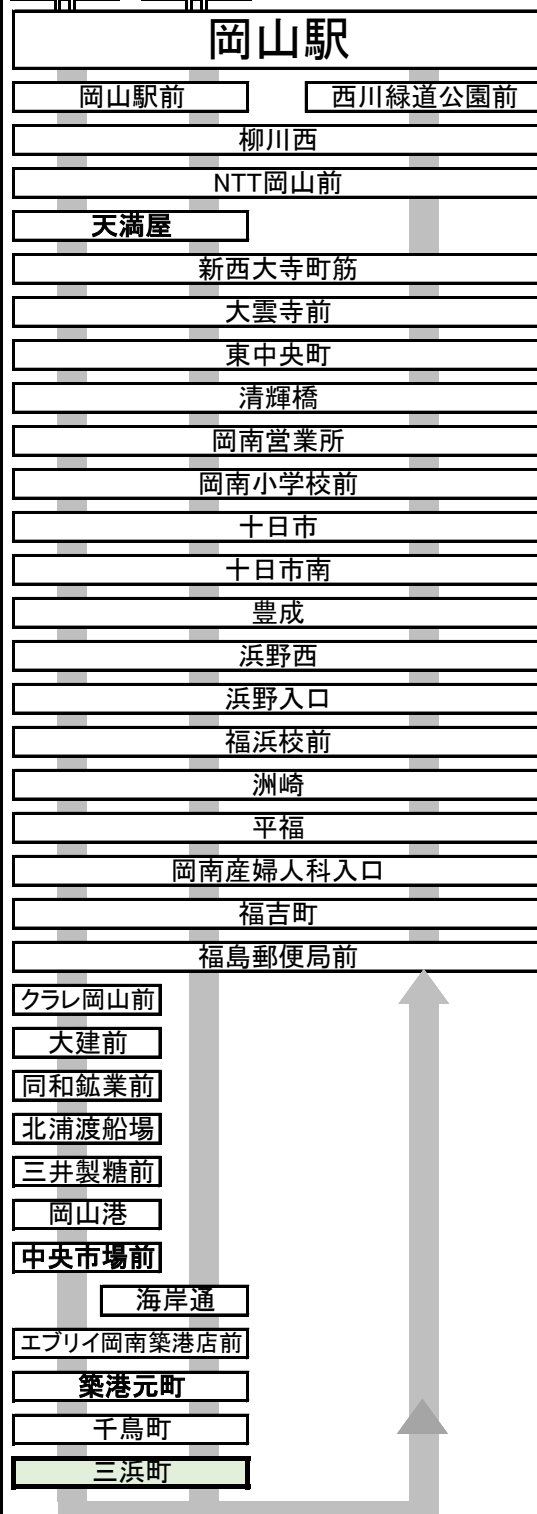 岡山駅
岡山駅前 西川緑道公園前
柳川西
NTT岡山前
天満屋
新西大寺町筋
大雲寺前
東中央町
清輝橋
岡南営業所
岡南小学校前
十日市
十日市南
豊成
浜野西
浜野入口
福浜校前
洲崎
平福
岡南産婦人科入口
福吉町
福島郵便局前
クラレ岡山前
大建前
同和鉱業前
北浦渡船場
三井製糖前
岡山港
中央市場前
海岸通
エブリイ岡南築港店前
築港元町
千鳥町
三浜町